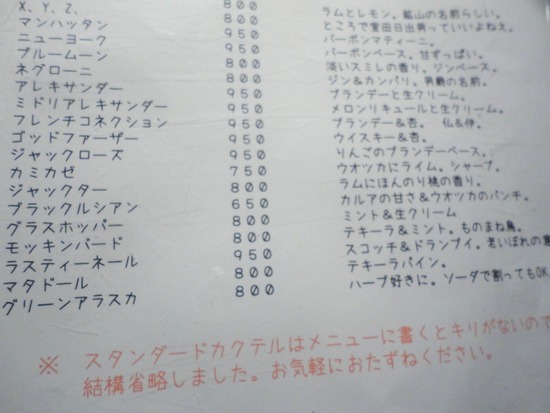 ラムとレモン。鉱山の名前らしい。
X、Y、Z、 800 ところで室田日出男っていいよねえ。
マンハッタン 800 バーボンマティーニ。
ニューヨーク 950 バーボンベース。甘ずっぱい。
ブルームーン 950 淡いスミレの香り。ジンベース。
ネグローニ 800 ジン&カンパリ。男爵の名前。
アレキサンダー 800 ブランデーと生クリーム。
ミドリアレキサンダー 950 メロンリキュールと生クリーム。
フレンチコネクション 950 ブランデー&杏。 仏&伊。
ゴッドファーザー 950 ウイスキー&杏。
ジャックローズ 950 りんごのブランデーベース。
カミカゼ 750 ウオツカにライム。シャープ。
ジャックター 800 ラムにほんのり桃の香り。
ブラックルシアン 650 カルアの甘さ&ウオツカのパンチ。
グラスホッパー 800 ミント&生クリーム
モッキンバード 800 テキーラ&ミント。ものまね鳥。
ラスティーネール 950 スコッチ&ドランブイ。老いぼれの
マタドール 800 テキーラパイン。
グリーンアラスカ 800 ハーブ好きに。ソーダで割ってもOK
※ スタンダードカクテルはメニューに書くとキリがないので
結構省略しました。お気軽におたずねください。